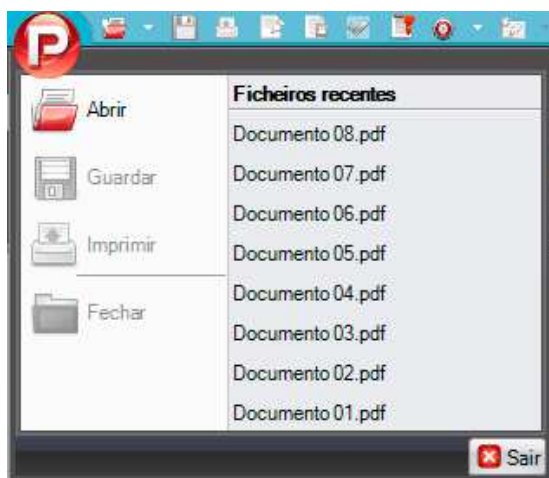 P
Abrir
Guardar
Imprimir
Fechar
Ficheiros recentes
Documento 08.pdf
Documento 07.pdf
Documento 06.pdf
Documento 05.pdf
Documento 04.pdf
Documento 03.pdf
Documento 02.pdf
Documento 01.pdf
Sair